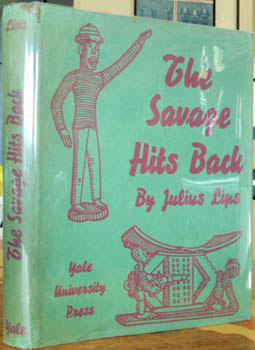 Lips
The Savage Hits Back
Yale
The
Savage
Hits Back
By Julius Lips
Yale
University
Press